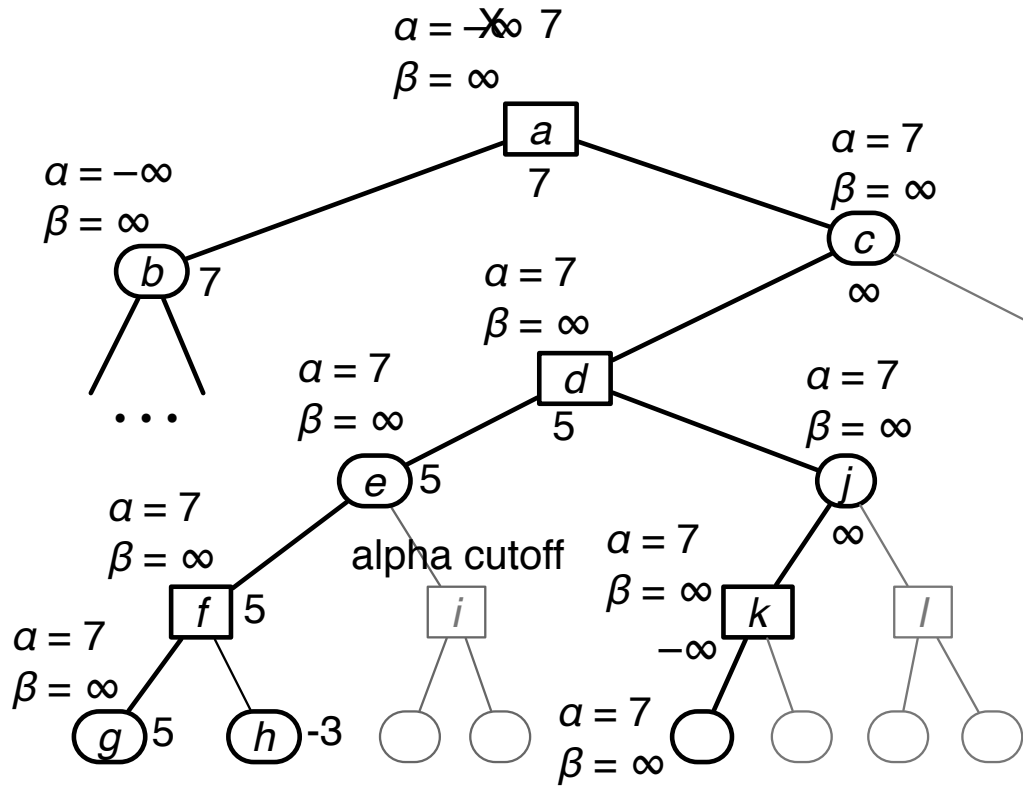 α = –∞ 7
X
β = ∞
a
7
α = –∞
β = ∞
b 7
. . .
α = 7
β = ∞
c
∞
α = 7
β = ∞
d
5
α = 7
β = ∞
e 5
alpha cutoff
α = 7
β = ∞
j
∞
α = 7
β = ∞
f 5
i
α = 7
β = ∞
k
–∞
l
α = 7
β = ∞
g 5
h -3
α = 7
β = ∞